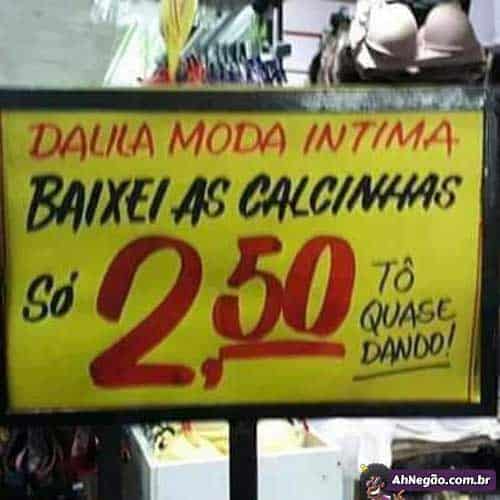 DALILA MODA INTIMA
BAIXEI AS CALCINHAS
SÓ 2,50
TÔ
QUASE
DANDO!
AhNegão.com.br